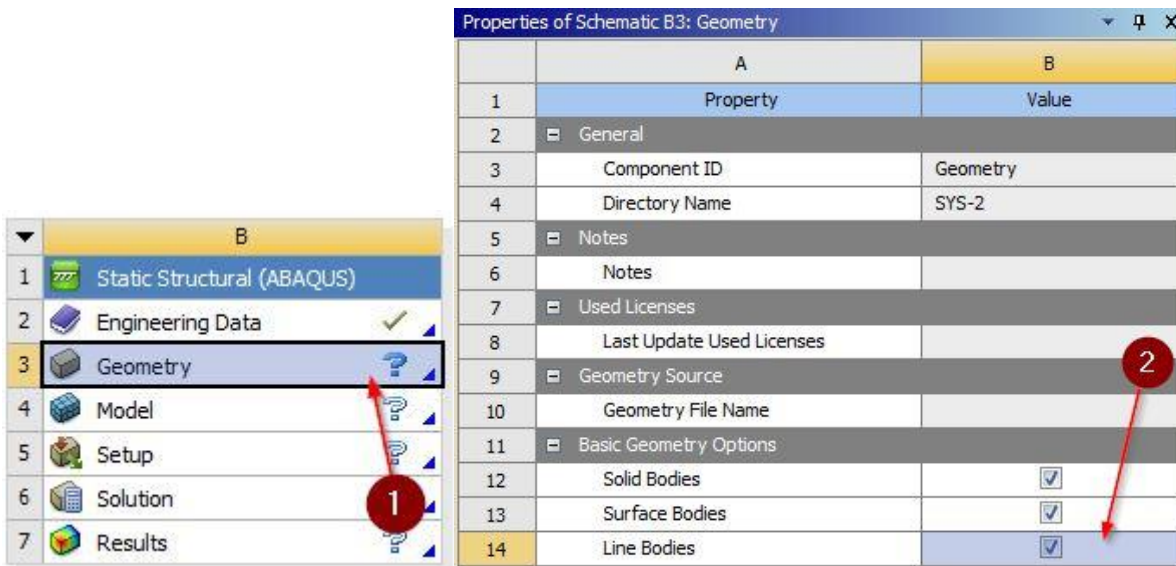 B
1 Static Structural (ABAQUS)
2 Engineering Data
3 Geometry
4 Model
5 Setup
6 Solution
7 Results
1
Properties of Schematic B3: Geometry
A B
1 Property Value
2 General
3 Component ID Geometry
4 Directory Name SYS-2
5 Notes
6 Notes
7 Used Licenses
8 Last Update Used Licenses
9 Geometry Source
10 Geometry File Name
11 Basic Geometry Options
12 Solid Bodies
13 Surface Bodies
14 Line Bodies
2